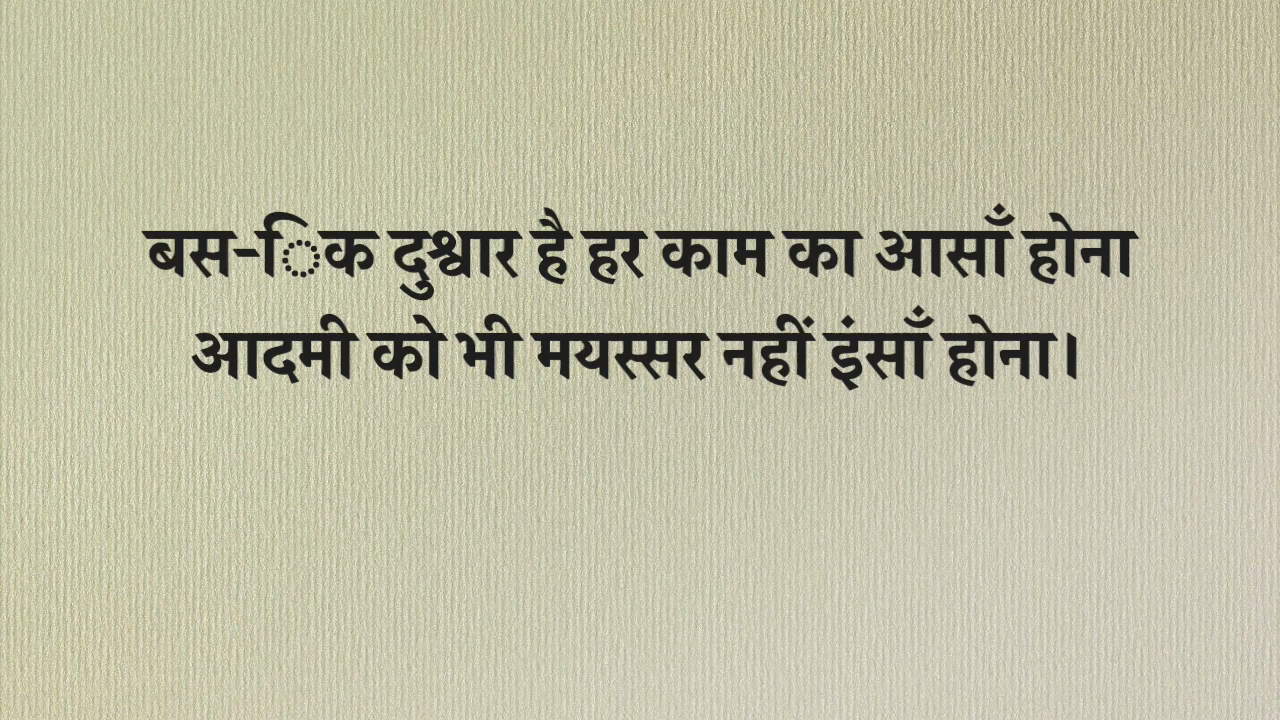 बस-िक दुश्वार है हर काम का आसाँ होना
आदमी को भी मयस्सर नहीं इंसाँ होना।